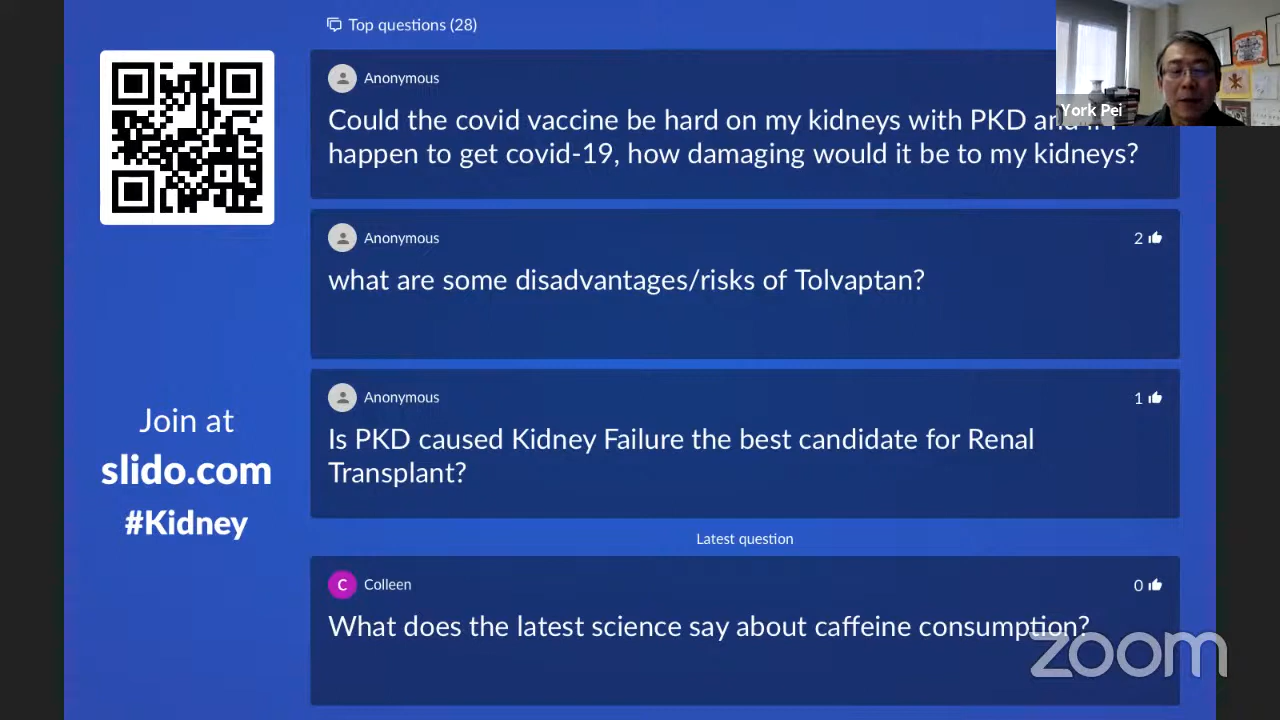 Top questions (28)
York Pei
Anonymous
Could the covid vaccine be hard on my kidneys with PKD and
happen to get covid-19, how damaging would it be to my kidneys?
Anonymous
2
what are some disadvantages/risks of Tolvaptan?
Anonymous
1
Is PKD caused Kidney Failure the best candidate for Renal
Transplant?
Join at
slido.com
#Kidney
Latest question
C
Colleen
0
What does the latest science say about caffeine consumption?
zoom